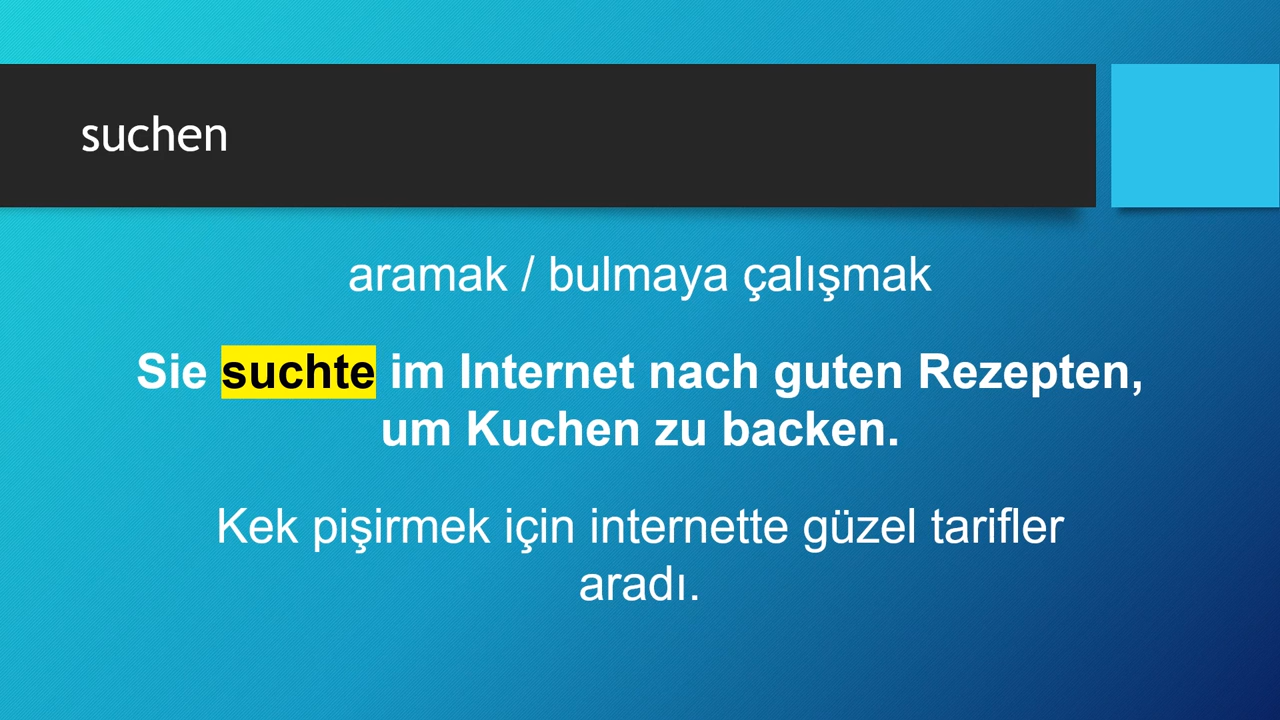 suchen
aramak / bulmaya çalışmak
Sie suchte im Internet nach guten Rezepten,
um Kuchen zu backen.
Kek pişirmek için internette güzel tarifler
aradı.